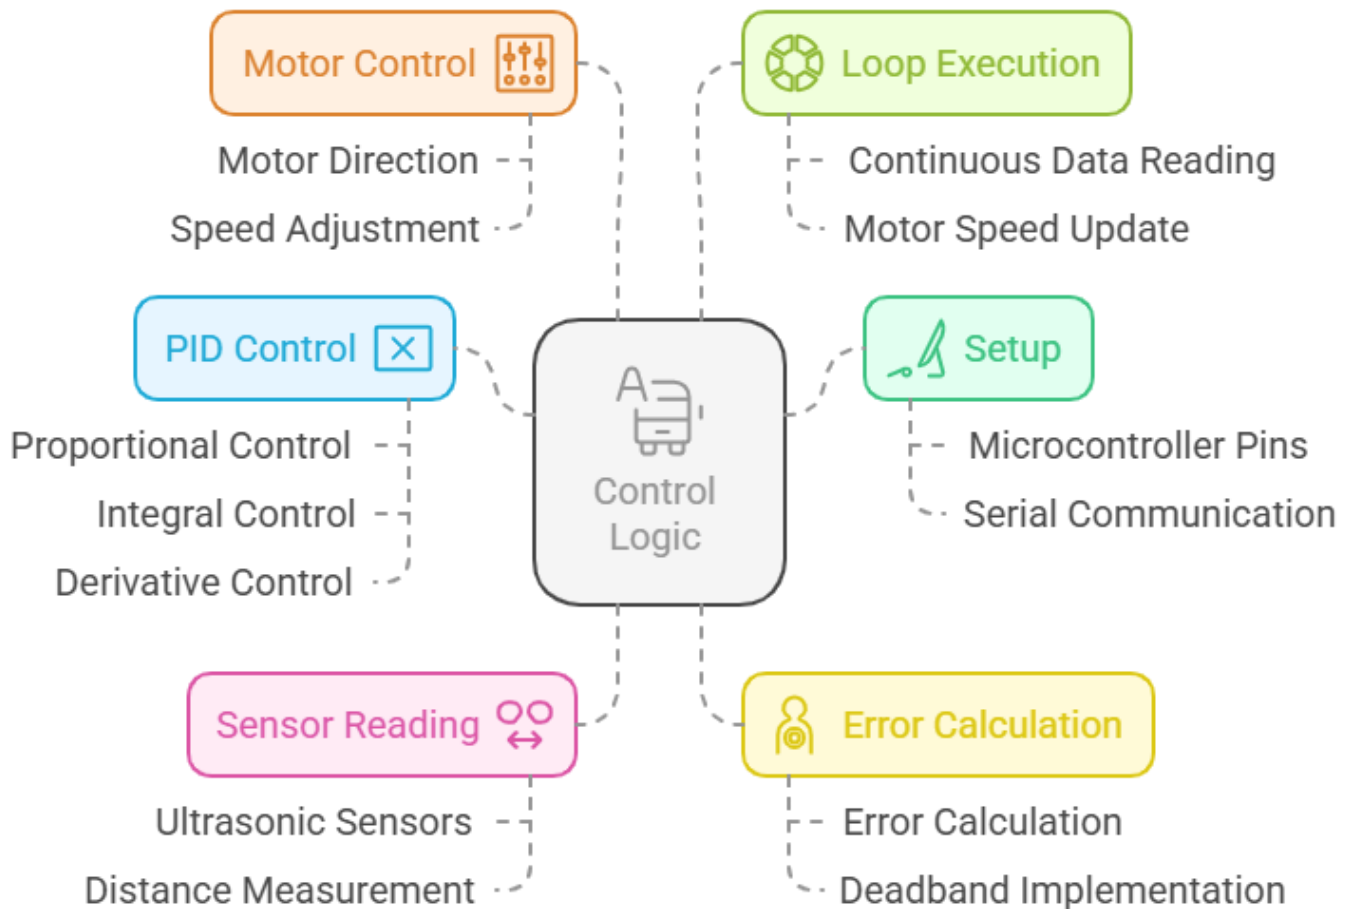 Motor Control
Motor Direction
Speed Adjustment
Loop Execution
Continuous Data Reading
Motor Speed Update
PID Control
Proportional Control
Integral Control
Derivative Control
A
Control
Logic
Setup
Microcontroller Pins
Serial Communication
Sensor Reading
Ultrasonic Sensors
Distance Measurement
Error Calculation
Error Calculation
Deadband Implementation